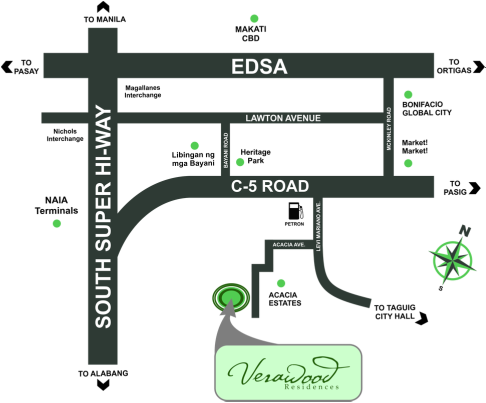 TO MANILA
MAKATI
CBD
TO
PASAY
EDSA
TO
ORTIGAS
Magallanes
Interchange
BONIFACIO
GLOBAL CITY
LAWTON AVENUE
Nichols
Interchange
BAYANI ROAD
MCKINLEY ROAD
Libingan ng
mga Bayani
Heritage
Park
Market!
Market!
SOUTH SUPER HI-WAY
C-5 ROAD
TO
PASIG
NAIA
Terminals
PETRON
LEVI MARIANO AVE.
ACACIA AVE.
N
S
ACACIA
ESTATES
TO TAGUIG
CITY HALL
TO ALABANG
Verawood
Residences